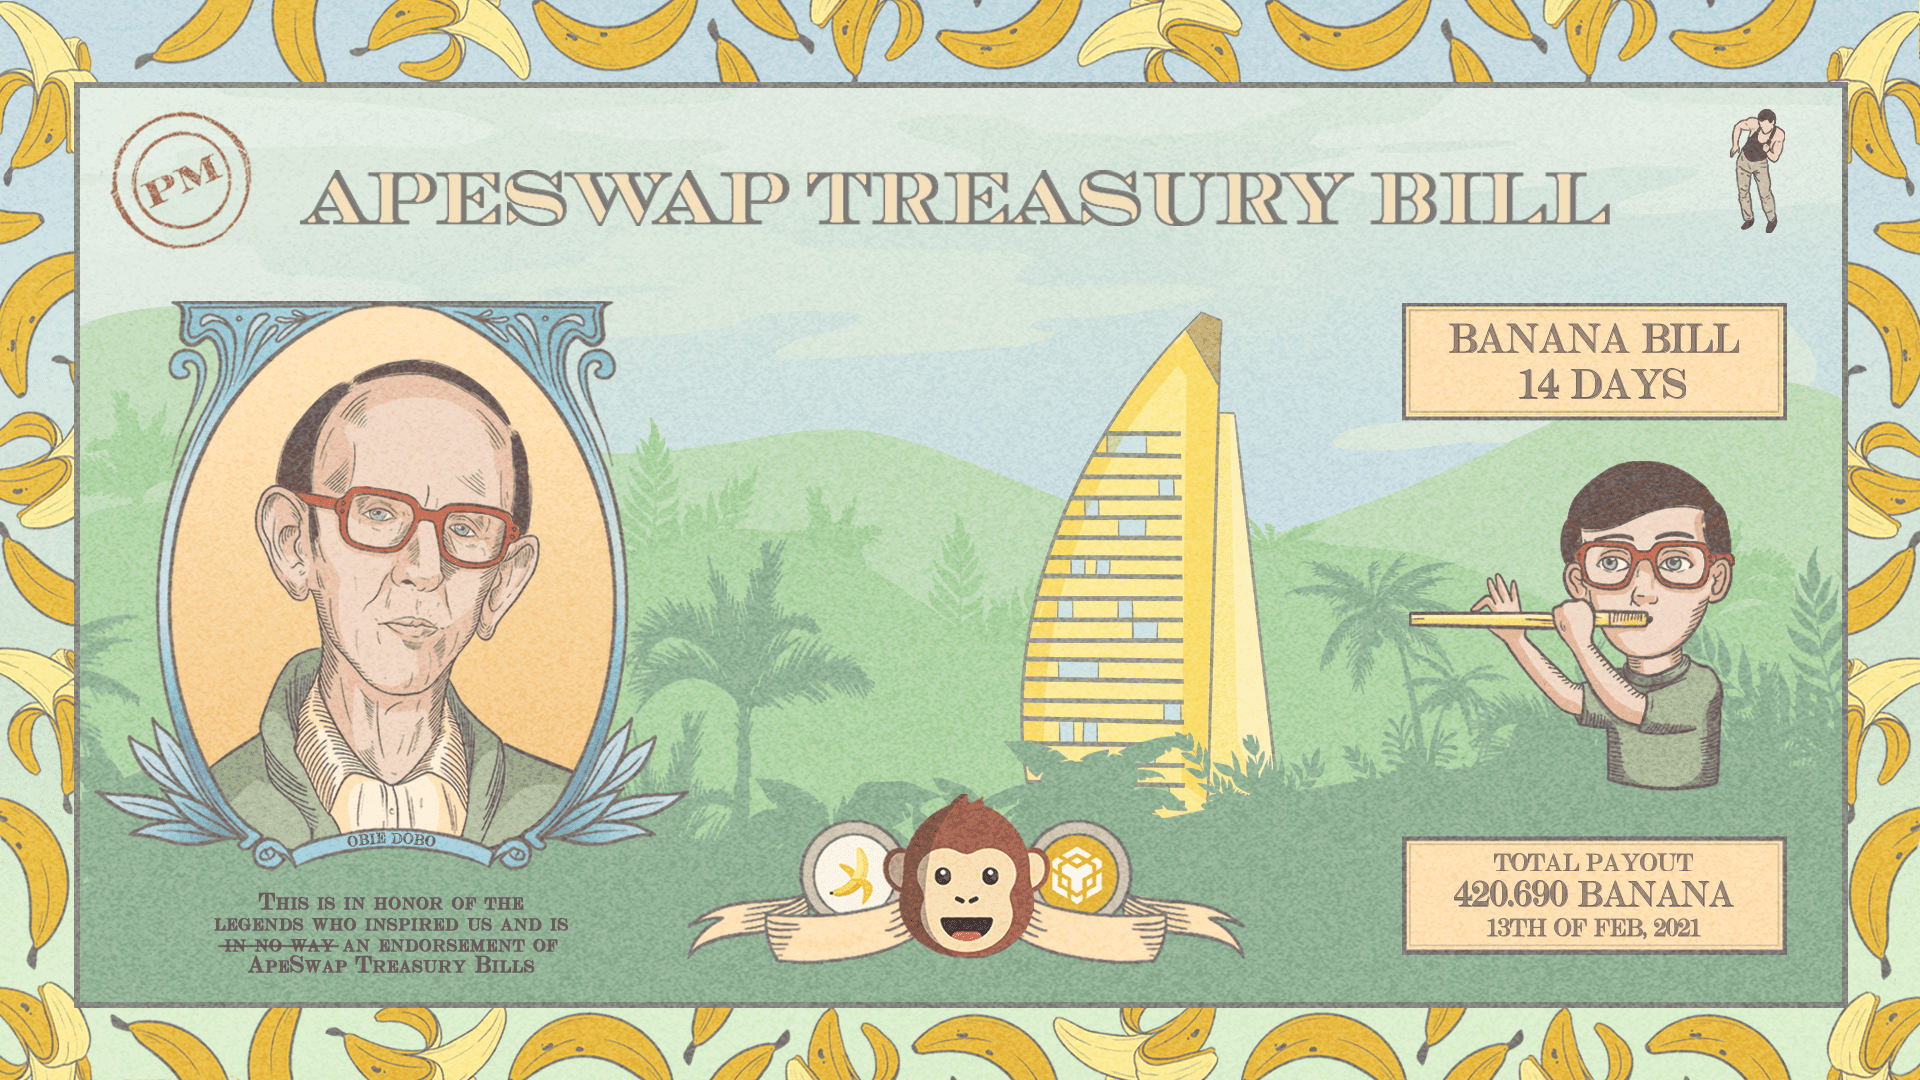 PM
APESWAP TREASURY BILL
BANANA BILL
14 DAYS
OBIE DOBO
THIS IS IN HONOR OF THE
LEGENDS WHO INSPIRED US AND IS
IN NO WAY AN ENDORSEMENT OF
APESWAP TREASURY BILLS
TOTAL PAYOUT
420.690 BANANA
13TH OF FEB, 2021